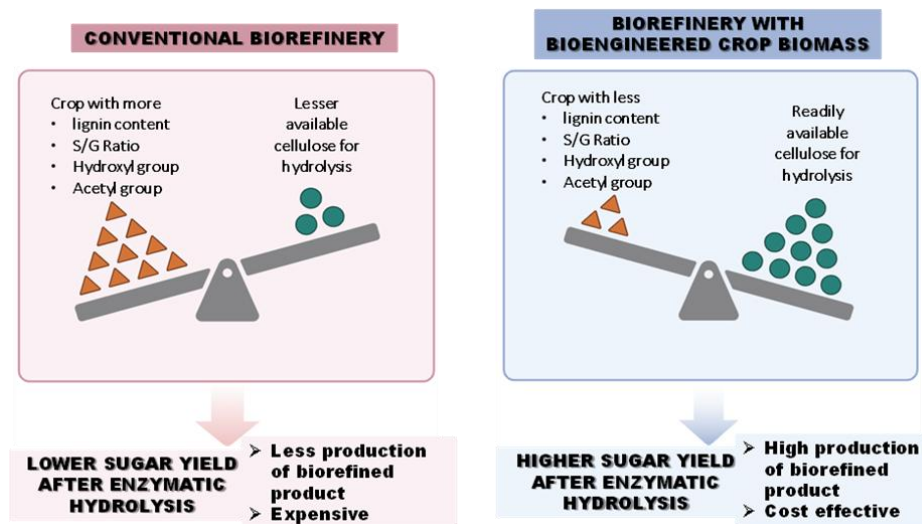 CONVENTIONAL BIOREFINERY
Crop with more
• lignin content
• S/G Ratio
• Hydroxyl group
• Acetyl group
Lesser
available
cellulose for
hydrolysis
LOWER SUGAR YIELD
AFTER ENZYMATIC
HYDROLYSIS
➢ Less production
of biorefined
product
➢ Expensive
BIOREFINERY WITH
BIOENGINEERED CROP BIOMASS
Crop with less
• lignin content
• S/G Ratio
• Hydroxyl group
• Acetyl group
Readily
available
cellulose for
hydrolysis
HIGHER SUGAR YIELD
AFTER ENZYMATIC
HYDROLYSIS
➢ High production
of biorefined
product
➢ Cost effective